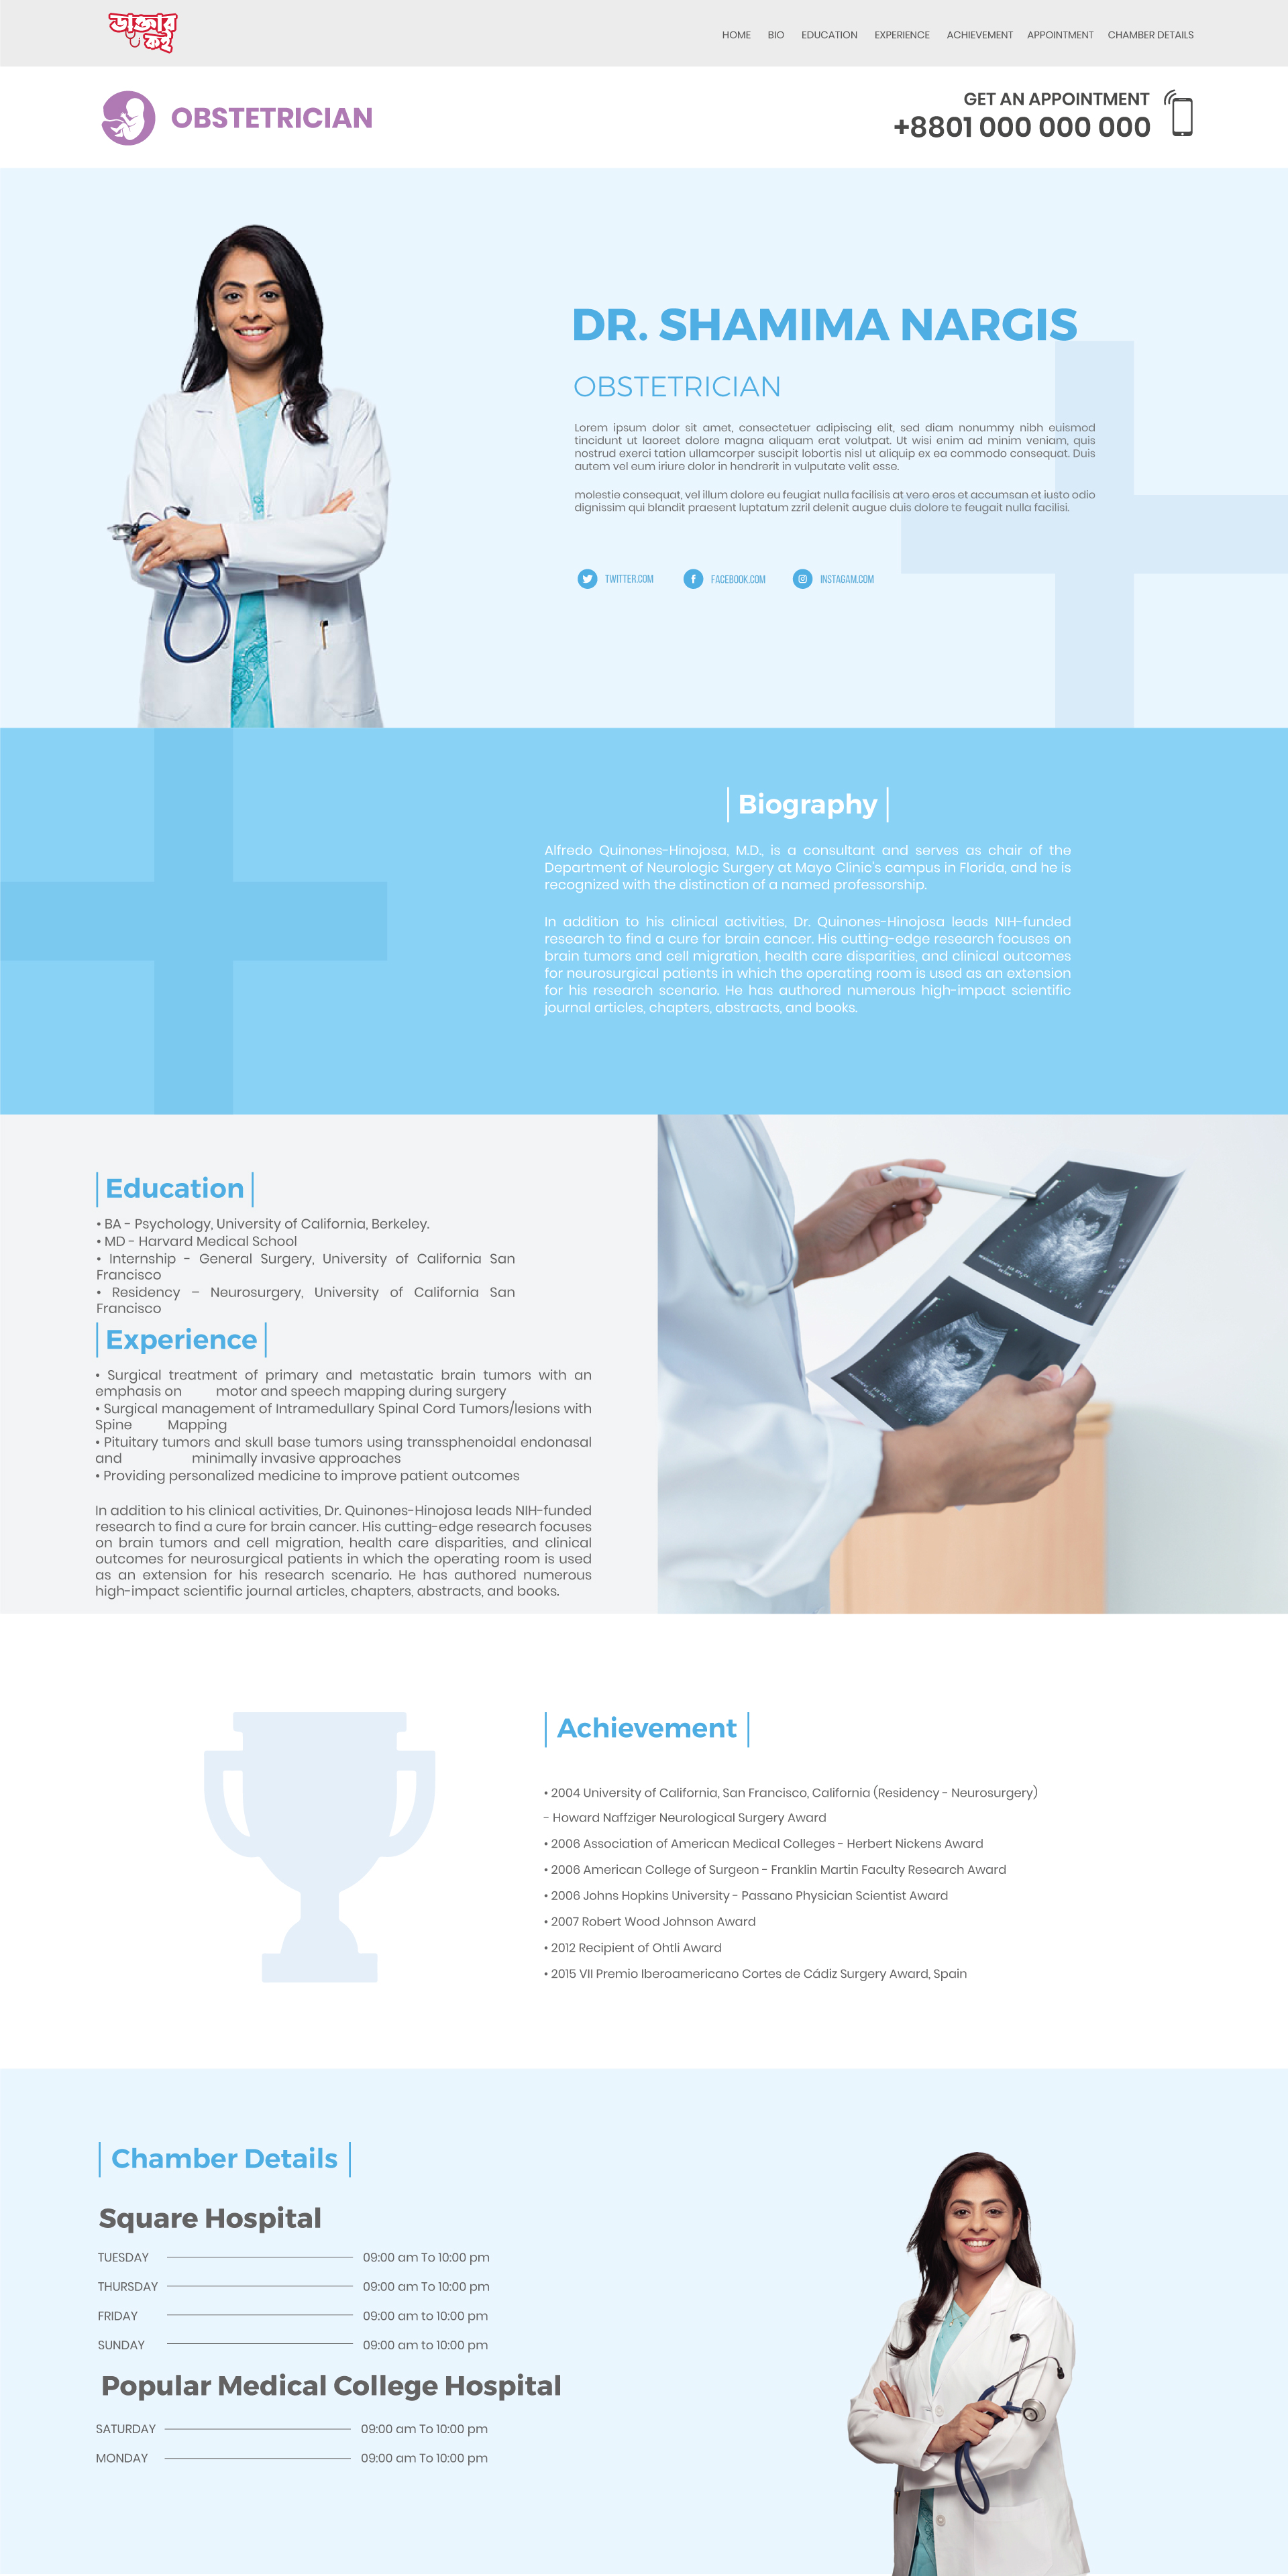 ডাক্তার
কই
HOME BIO EDUCATION EXPERIENCE ACHIEVEMENT APPOINTMENT CHAMBER DETAILS
OBSTETRICIAN
GET AN APPOINTMENT
+8801 000 000 000
DR. SHAMIMA NARGIS
OBSTETRICIAN
Lorem ipsum dolor sit amet, consectetuer adipiscing elit, sed diam nonummy nibh euismod
tincidunt ut laoreet dolore magna aliquam erat volutpat. Ut wisi enim ad minim veniam, quis
nostrud exerci tation ullamcorper suscipit lobortis nisl ut aliquip ex ea commodo consequat. Duis
autem vel eum iriure dolor in hendrerit in vulputate velit esse.
molestie consequat, vel illum dolore eu feugiat nulla facilisis at vero eros et accumsan et iusto odio
dignissim qui blandit praesent luptatum zzril delenit augue duis dolore te feugait nulla facilisi.
TWITTER.COM FACEBOOK.COM INSTAGAM.COM
Biography
Alfredo Quinones-Hinojosa, M.D., is a consultant and serves as chair of the
Department of Neurologic Surgery at Mayo Clinic's campus in Florida, and he is
recognized with the distinction of a named professorship.
In addition to his clinical activities, Dr. Quinones-Hinojosa leads NIH-funded
research to find a cure for brain cancer. His cutting-edge research focuses on
brain tumors and cell migration, health care disparities, and clinical outcomes
for neurosurgical patients in which the operating room is used as an extension
for his research scenario. He has authored numerous high-impact scientific
journal articles, chapters, abstracts, and books.
Education
• BA - Psychology, University of California, Berkeley.
• MD - Harvard Medical School
• Internship - General Surgery, University of California San
Francisco
• Residency – Neurosurgery, University of California San
Francisco
Experience
• Surgical treatment of primary and metastatic brain tumors with an
emphasis on motor and speech mapping during surgery
• Surgical management of Intramedullary Spinal Cord Tumors/lesions with
Spine Mapping
• Pituitary tumors and skull base tumors using transsphenoidal endonasal
and minimally invasive approaches
• Providing personalized medicine to improve patient outcomes
In addition to his clinical activities, Dr. Quinones-Hinojosa leads NIH-funded
research to find a cure for brain cancer. His cutting-edge research focuses
on brain tumors and cell migration, health care disparities, and clinical
outcomes for neurosurgical patients in which the operating room is used
as an extension for his research scenario. He has authored numerous
high-impact scientific journal articles, chapters, abstracts, and books.
Achievement
• 2004 University of California, San Francisco, California (Residency - Neurosurgery)
- Howard Naffziger Neurological Surgery Award
• 2006 Association of American Medical Colleges - Herbert Nickens Award
• 2006 American College of Surgeon - Franklin Martin Faculty Research Award
• 2006 Johns Hopkins University - Passano Physician Scientist Award
• 2007 Robert Wood Johnson Award
• 2012 Recipient of Ohtli Award
• 2015 VII Premio Iberoamericano Cortes de Cádiz Surgery Award, Spain
Chamber Details
Square Hospital
TUESDAY 09:00 am To 10:00 pm
THURSDAY 09:00 am To 10:00 pm
FRIDAY 09:00 am to 10:00 pm
SUNDAY 09:00 am to 10:00 pm
Popular Medical College Hospital
SATURDAY 09:00 am To 10:00 pm
MONDAY 09:00 am To 10:00 pm